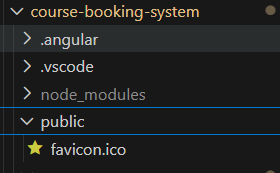 course-booking-system
.angular
.vscode
node_modules
public
favicon.ico